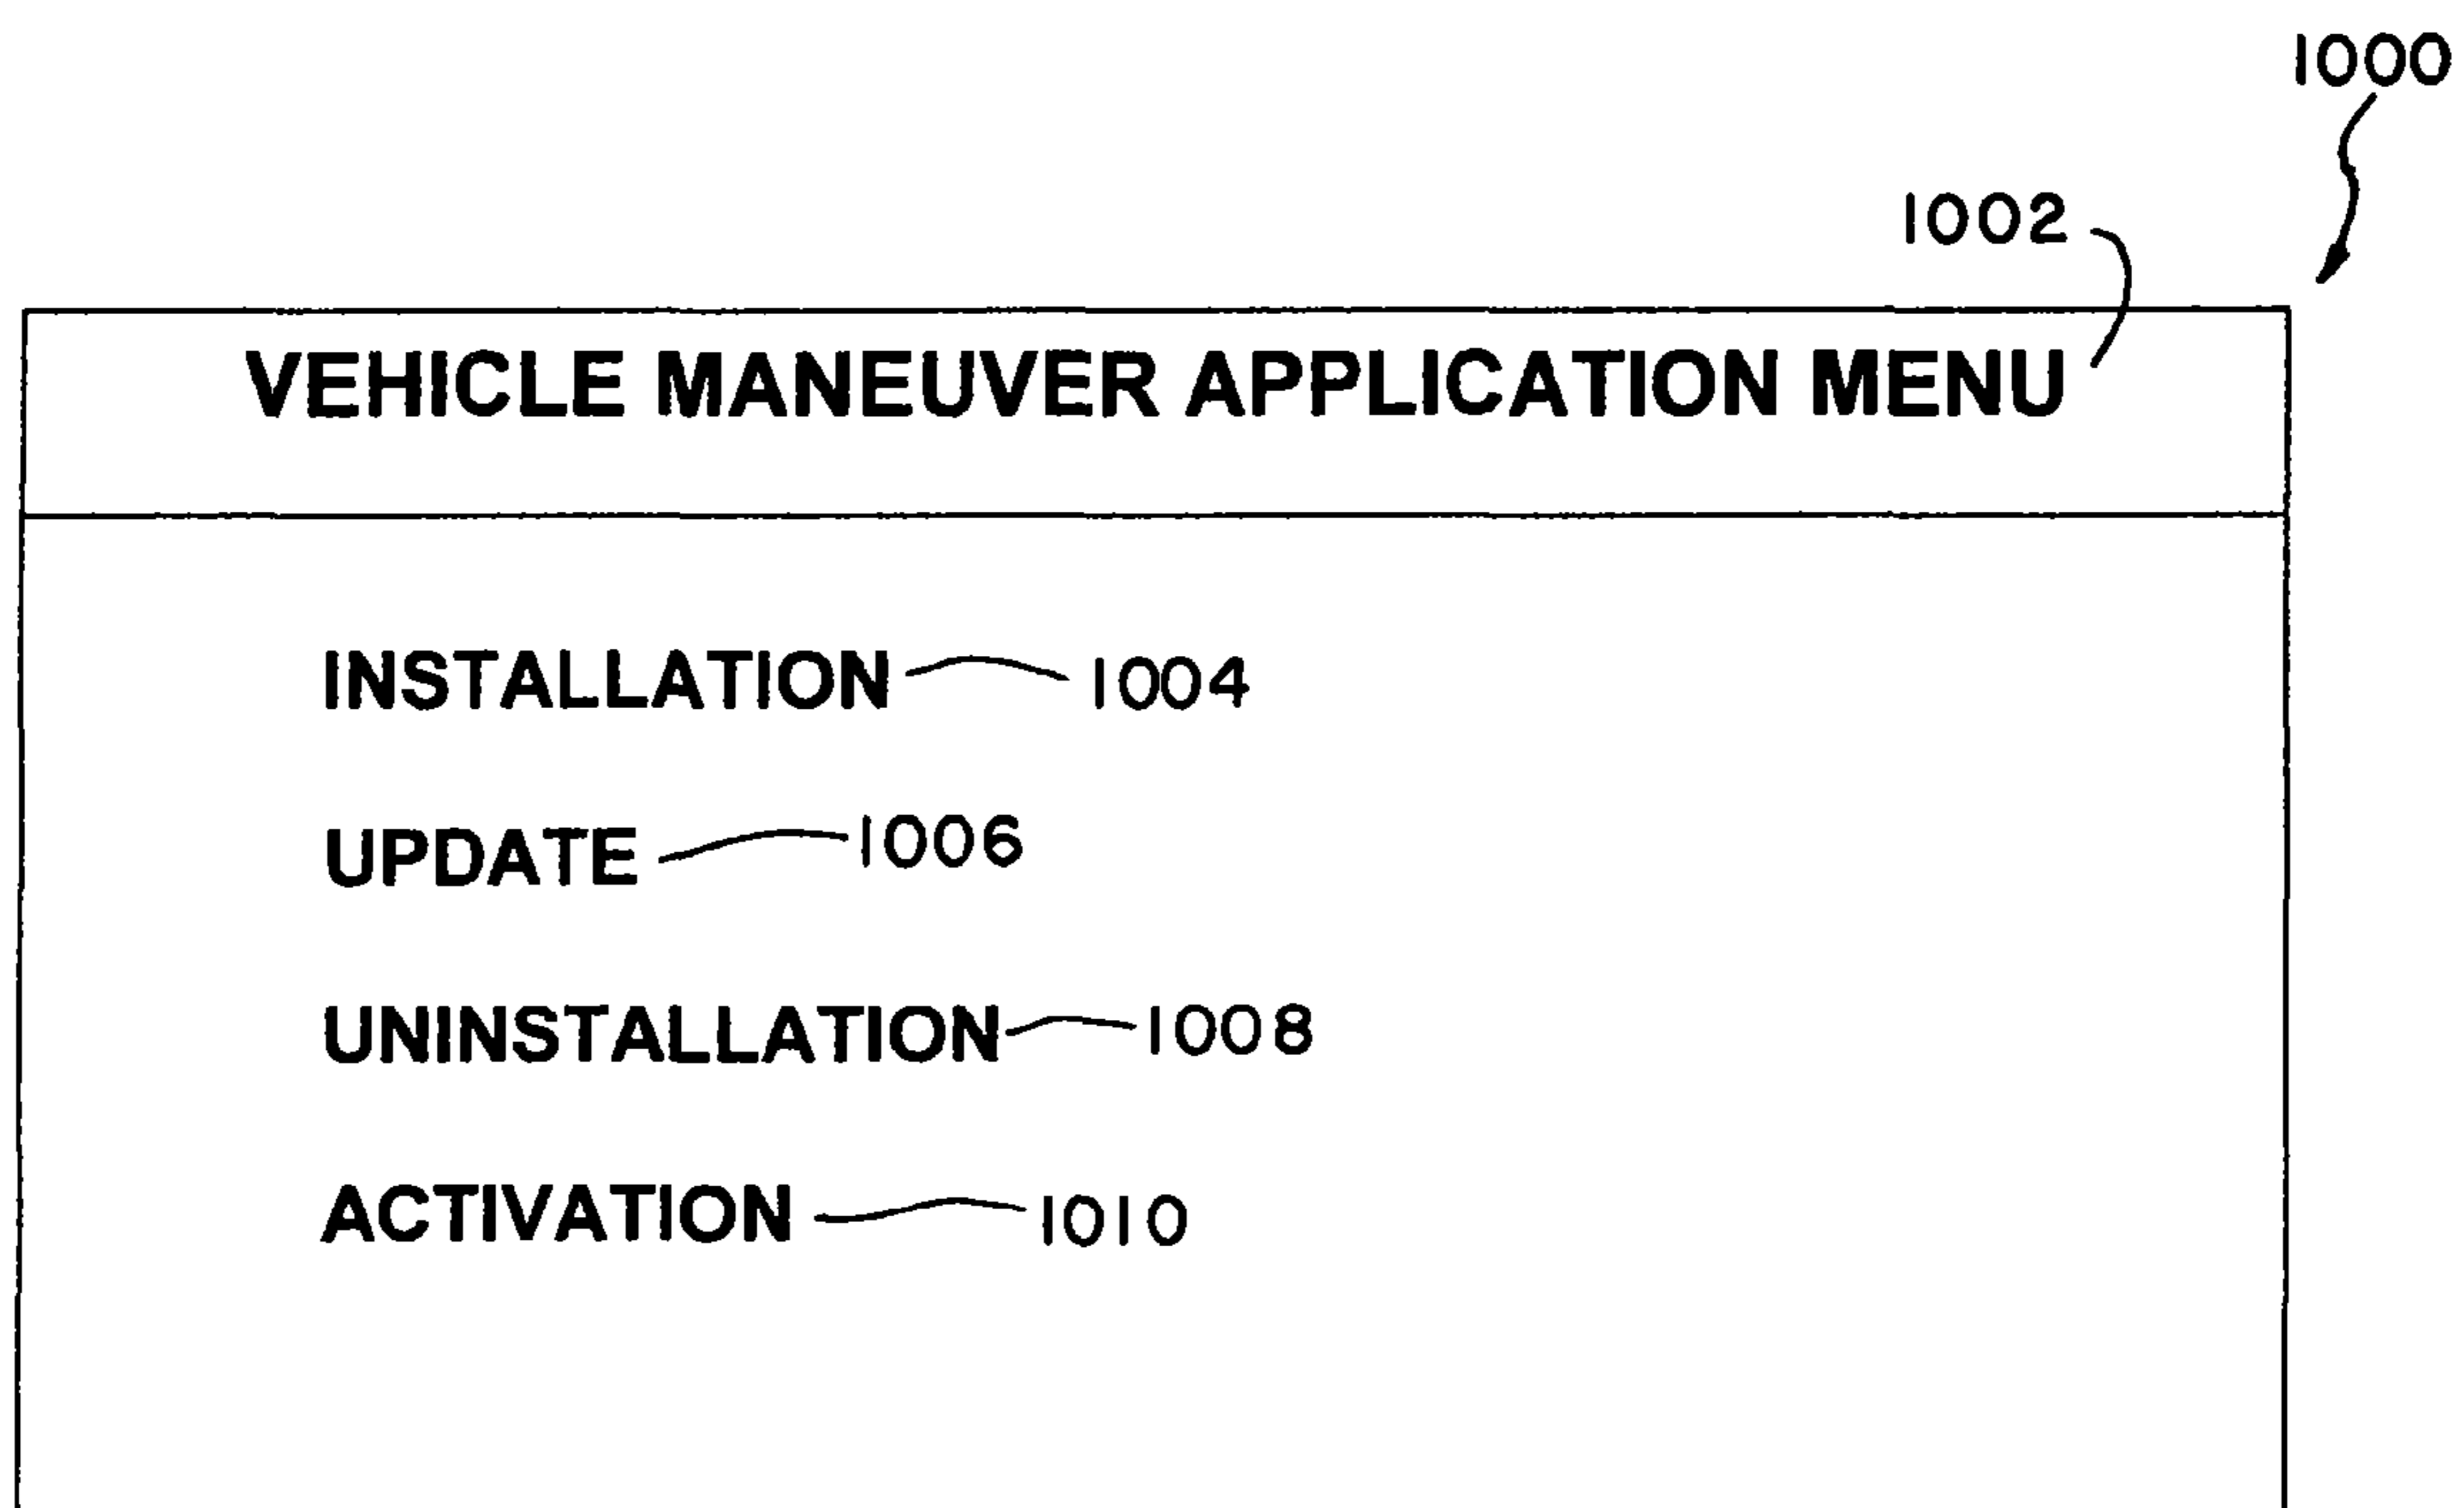 1000
1002
VEHICLE MANEUVER APPLICATION MENU
INSTALLATION 1004
UPDATE 1006
UNINSTALLATION 1008
ACTIVATION 1010